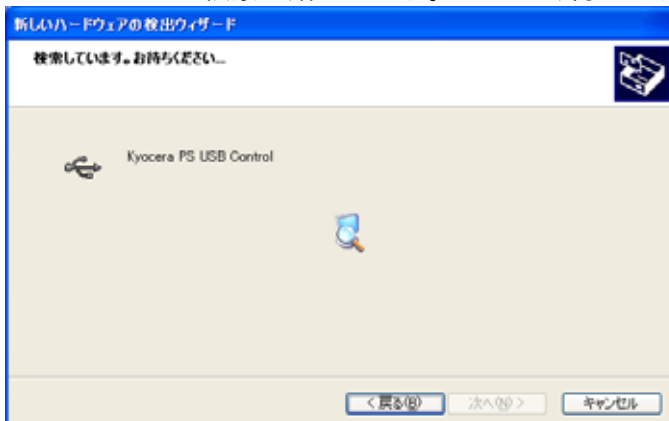 新しいハードウェアの検出ウィザード
検索しています。お待ちください...
Kyocera PS USB Control
< 戻る(B)
次へ(N) >
キャンセル